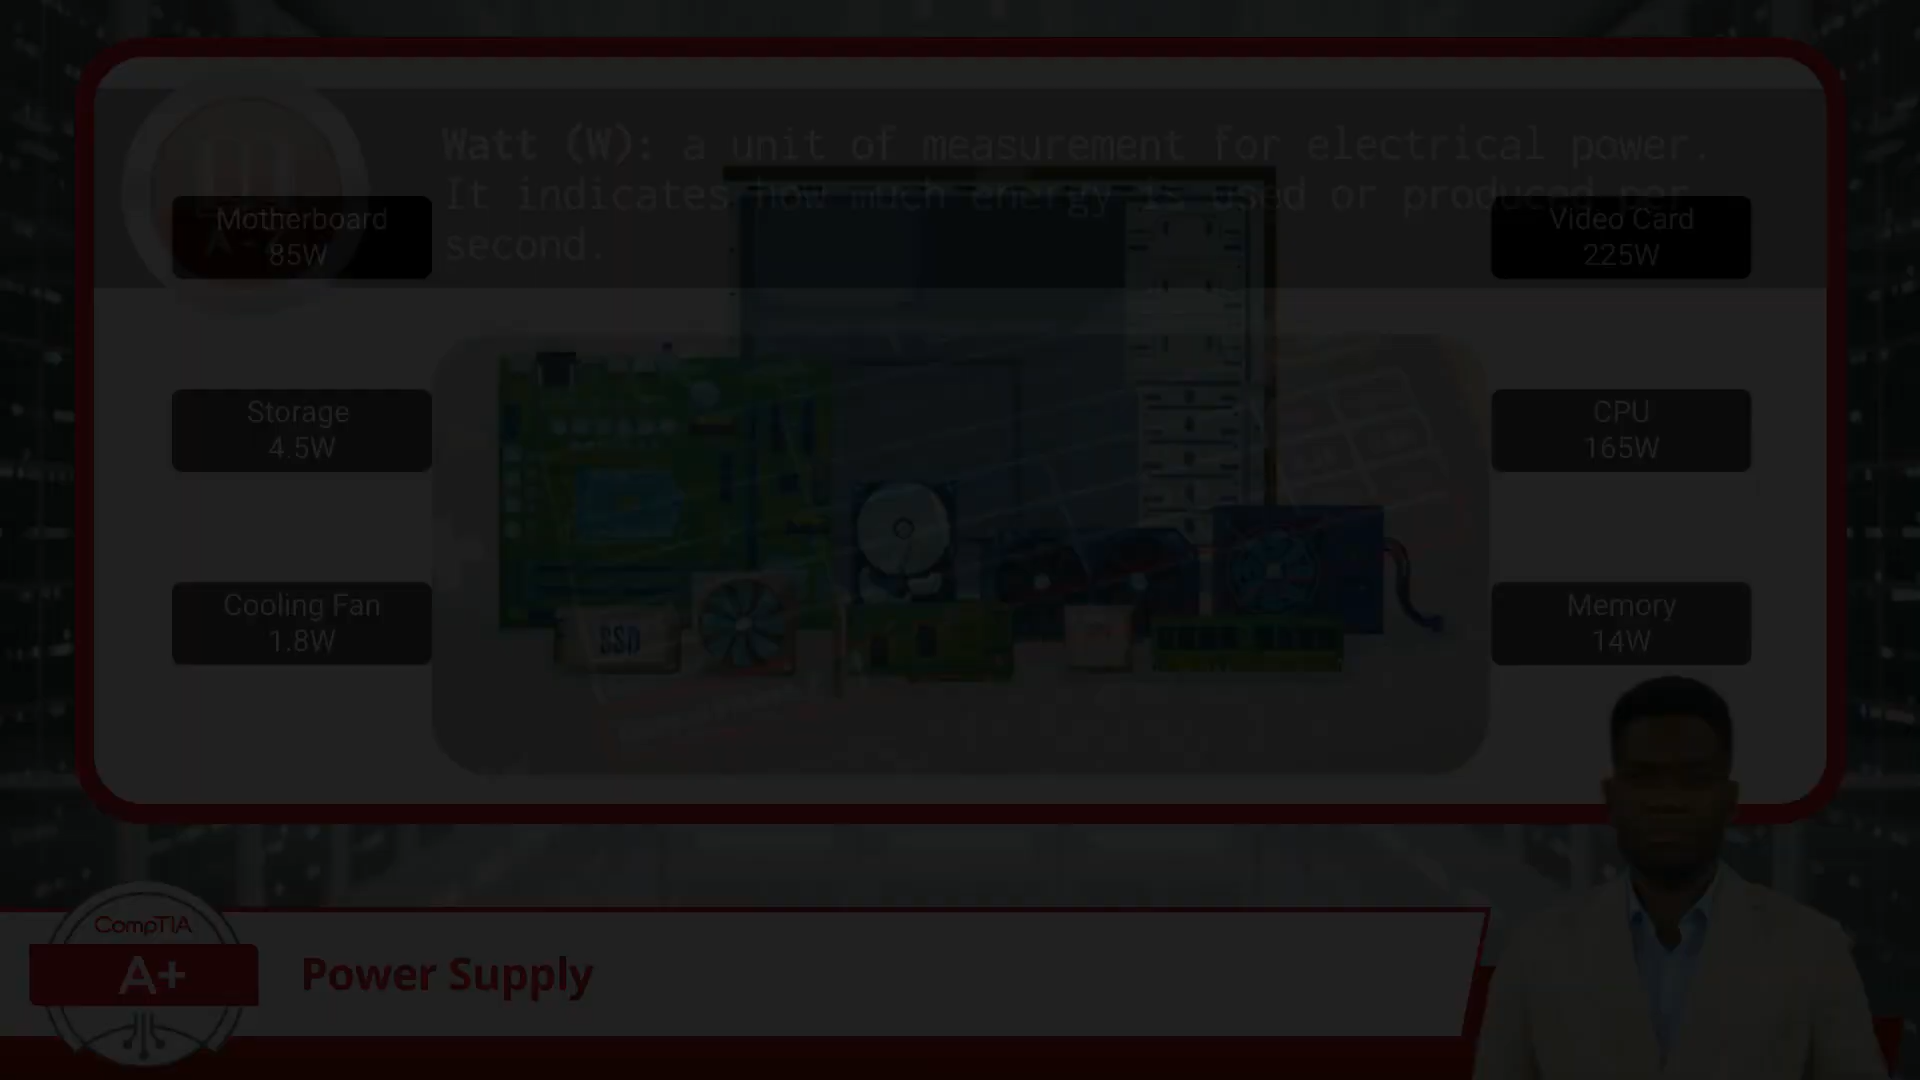 Watt (W): a unit of measurement for electrical power.
It indicates how much energy is used or produced per
second.
Motherboard
85W
Video Card
225W
Storage
4.5W
CPU
165W
Cooling Fan
1.8W
Memory
14W
SSD
CompTIA
A+
Power Supply